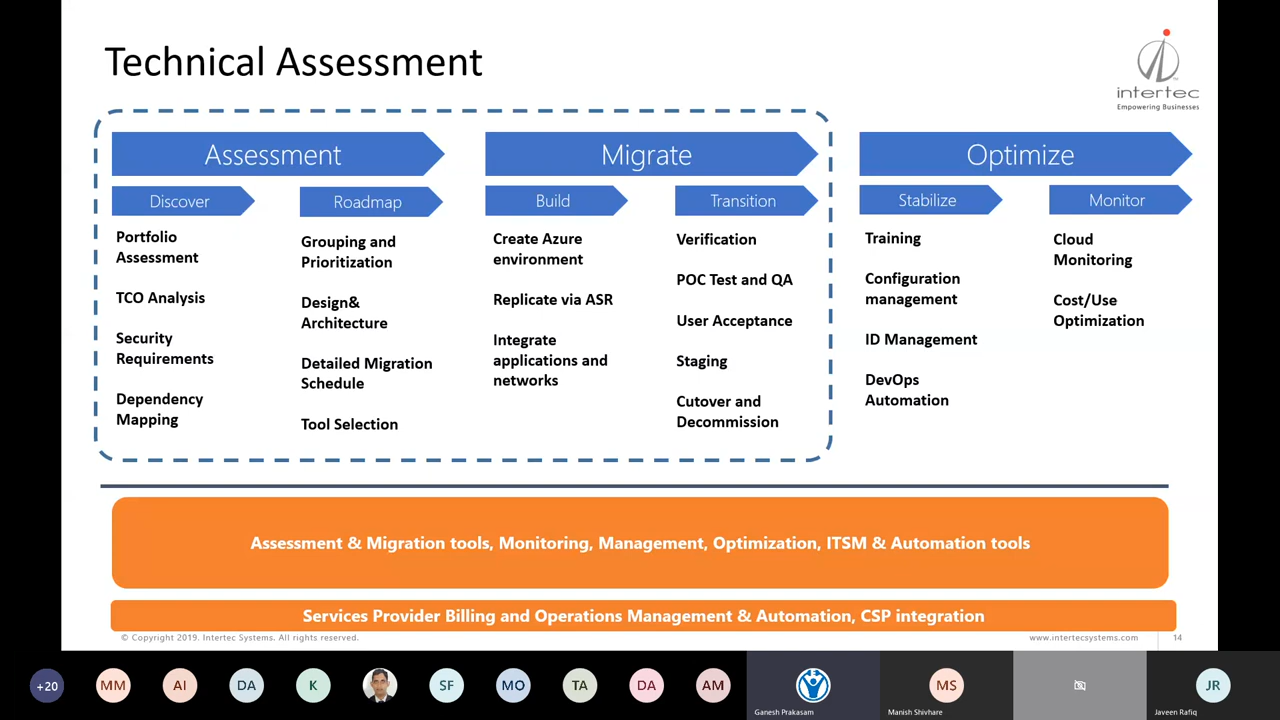 Technical Assessment
intertec
Empowering Businesses
Assessment
Migrate
Optimize
Discover
Roadmap
Build
Transition
Stabilize
Monitor
Portfolio
Assessment
TCO Analysis
Security
Requirements
Dependency
Mapping
Grouping and
Prioritization
Design&
Architecture
Detailed Migration
Schedule
Tool Selection
Create Azure
environment
Replicate via ASR
Integrate
applications and
networks
Verification
POC Test and QA
User Acceptance
Staging
Cutover and
Decommission
Training
Configuration
management
ID Management
DevOps
Automation
Cloud
Monitoring
Cost/Use
Optimization
Assessment & Migration tools, Monitoring, Management, Optimization, ITSM & Automation tools
Services Provider Billing and Operations Management & Automation, CSP integration
© Copyright 2019. Intertec Systems. All rights reserved.
www.intertecsystems.com
14
+20
MM
AI
DA
K
SF
MO
TA
DA
AM
Ganesh Prakasam
MS
Manish Shivhare
JR
Javeen Rafiq